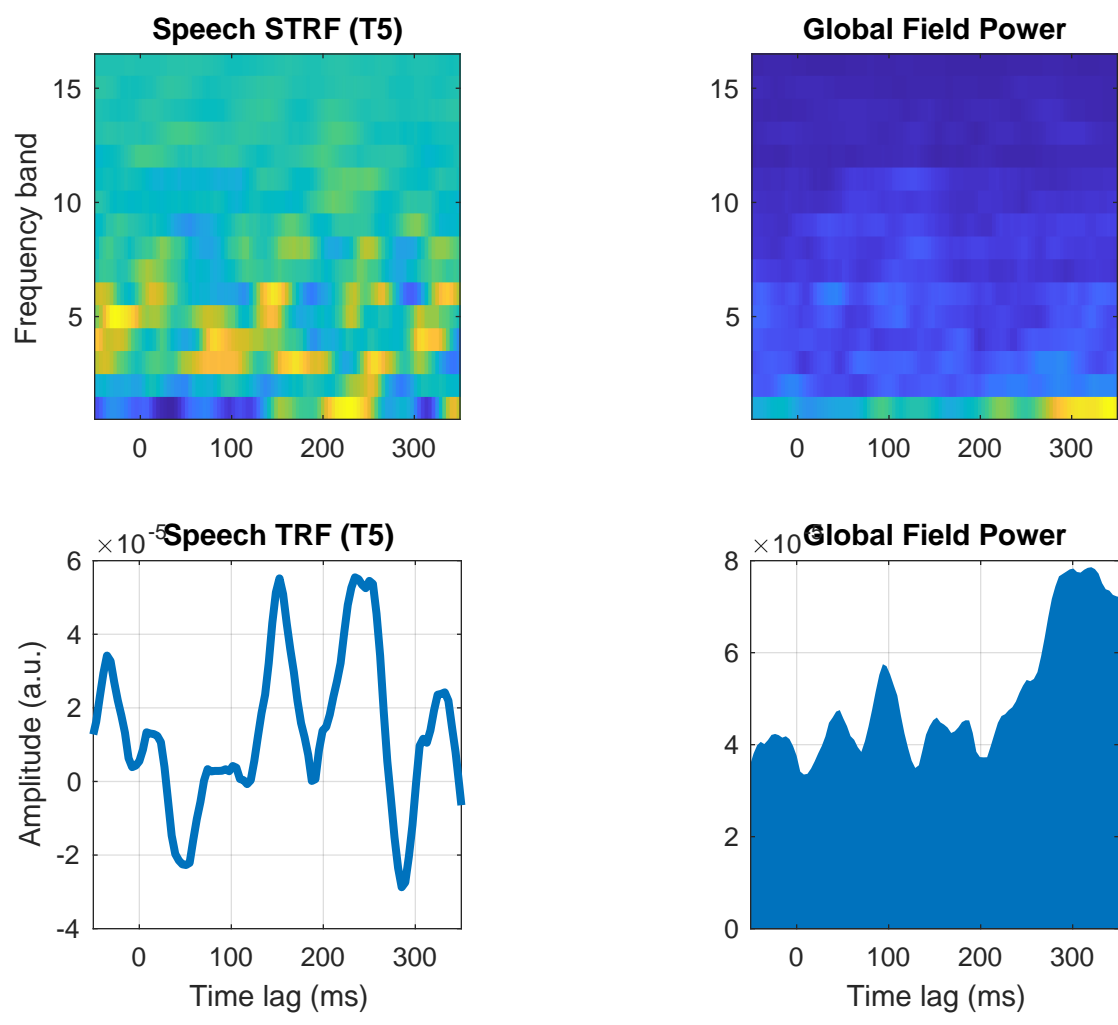 Speech STRF (T5)
Frequency band
15
10
5
0 100 200 300
Global Field Power
15
10
5
0 100 200 300
×10^-5
Speech TRF (T5)
Amplitude (a.u.)
6
4
2
0
-2
-4
0 100 200 300
Time lag (ms)
×10^-5
Global Field Power
8
6
4
2
0
0 100 200 300
Time lag (ms)